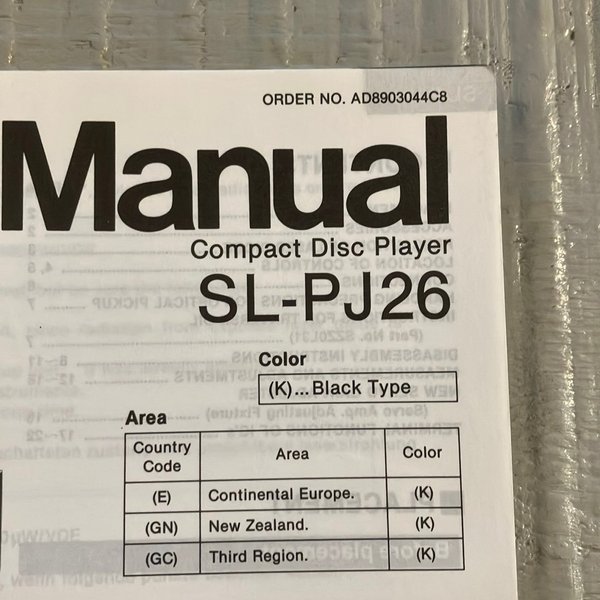 ORDER NO. AD8903044C8
Manual
Compact Disc Player
SL-PJ26
Color
(K)...Black Type
Area
Country Code Area Color
(E) Continental Europe. (K)
(GN) New Zealand. (K)
(GC) Third Region. (K)